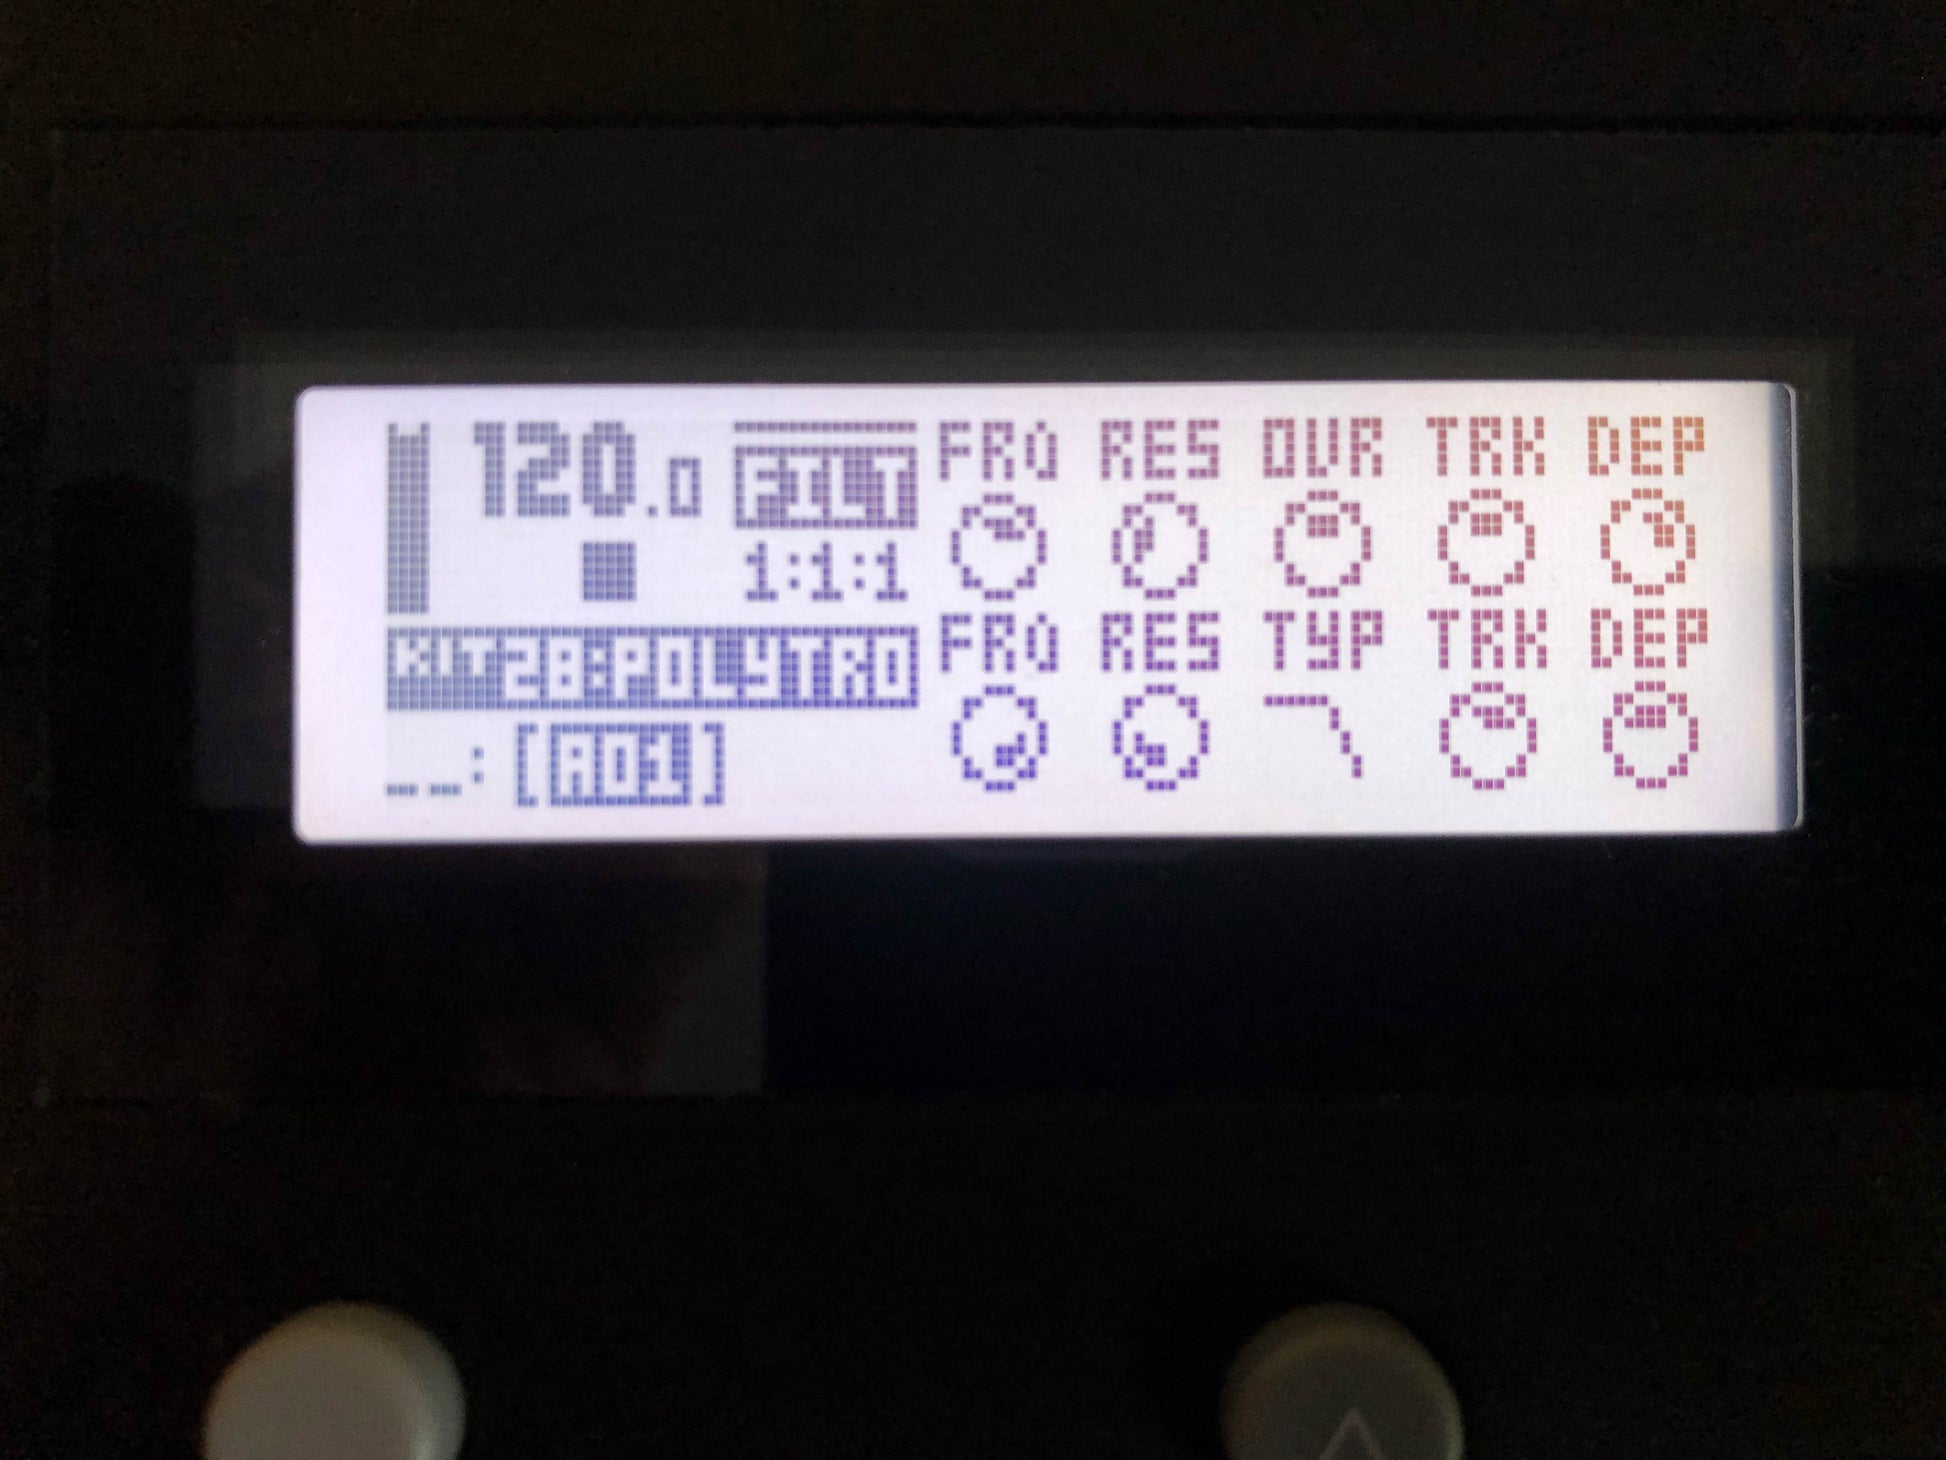 120.0 FILT
1:1:1
KIT28:POLYTRO
__:[A01]
FRQ RES OVR TRK DEP
FRQ RES TYP TRK DEP